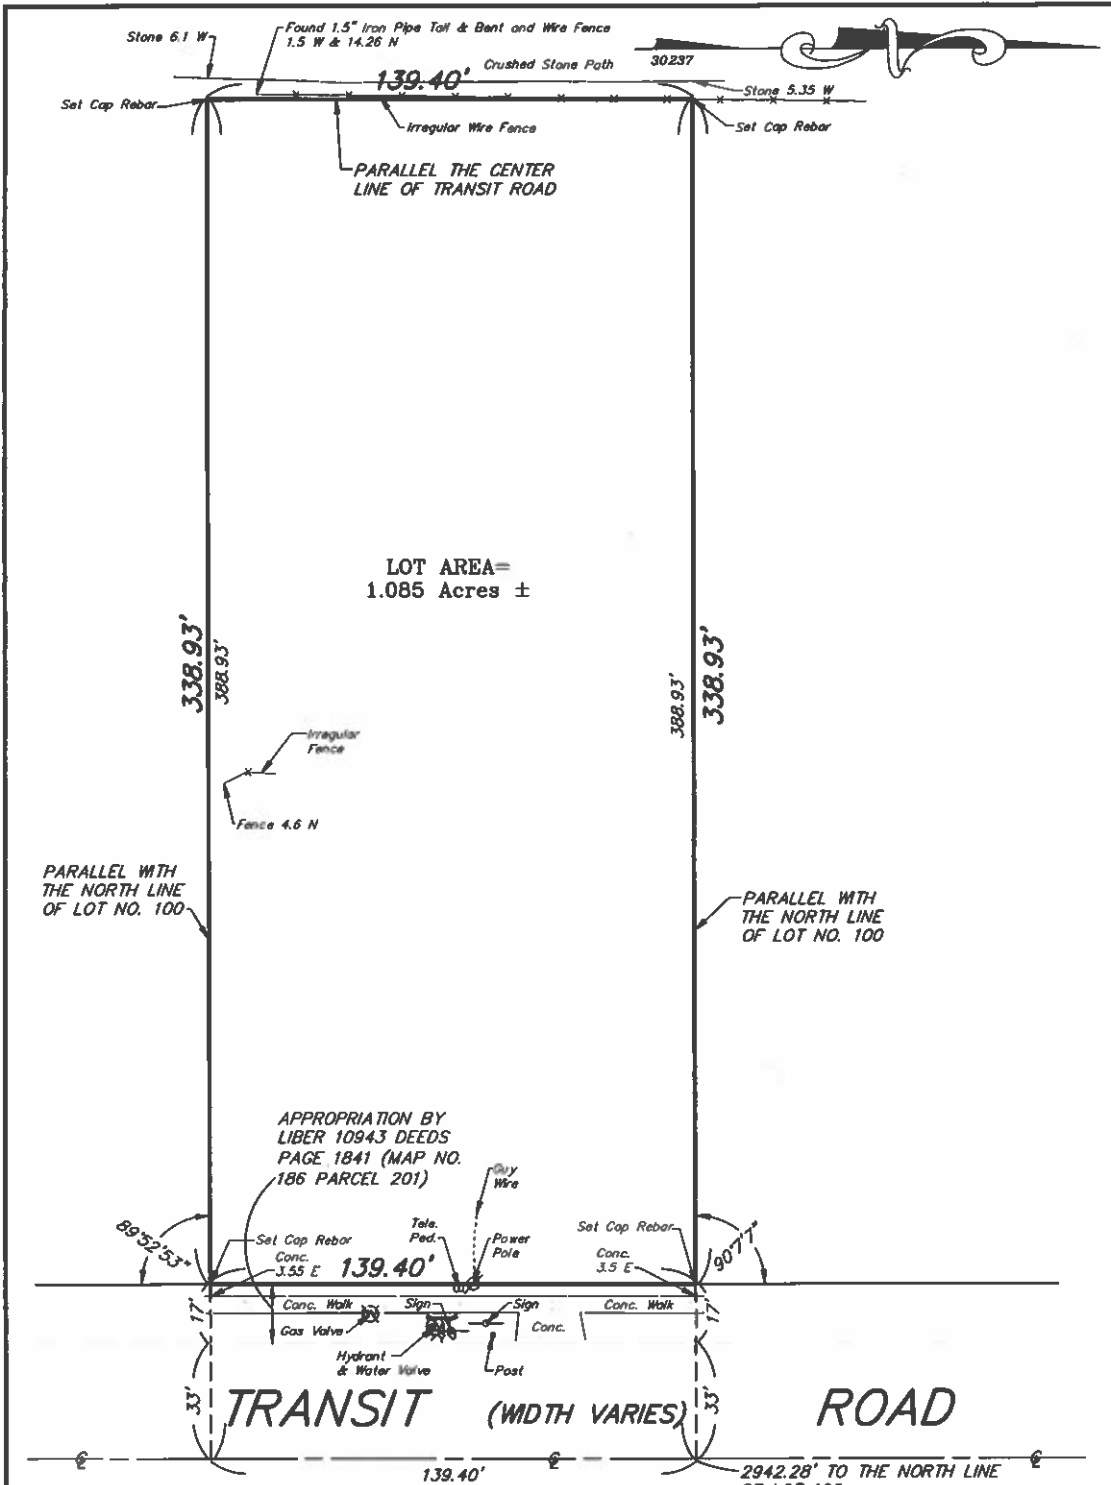 Found 1.5" Iron Pipe Tall & Bent and Wire Fence
1.5 W & 14.26 N
Stone 6.1 W
Crushed Stone Path
30237
139.40'
Stone 5.35 W
Set Cap Rebar
Irregular Wire Fence
Set Cap Rebar
PARALLEL THE CENTER
LINE OF TRANSIT ROAD
LOT AREA=
1.085 Acres ±
338.93'
388.93'
388.93'
338.93'
Irregular
Fence
Fence 4.6 N
PARALLEL WITH
THE NORTH LINE
OF LOT NO. 100
PARALLEL WITH
THE NORTH LINE
OF LOT NO. 100
APPROPRIATION BY
LIBER 10943 DEEDS
PAGE 1841 (MAP NO.
186 PARCEL 201)
Guy
Wire
89°52'53"
Set Cap Rebar
Conc.
3.55 E
139.40'
Tele.
Ped.
Power
Pole
Set Cap Rebar
Conc.
3.5 E
90°7'7"
17'
Conc. Walk
Sign
Sign
Conc. Walk
17'
Gas Valve
Conc.
Hydrant
& Water Valve
Post
33'
TRANSIT (WIDTH VARIES) ROAD
33'
℄ ℄ ℄
139.40'
2942.28' TO THE NORTH LINE